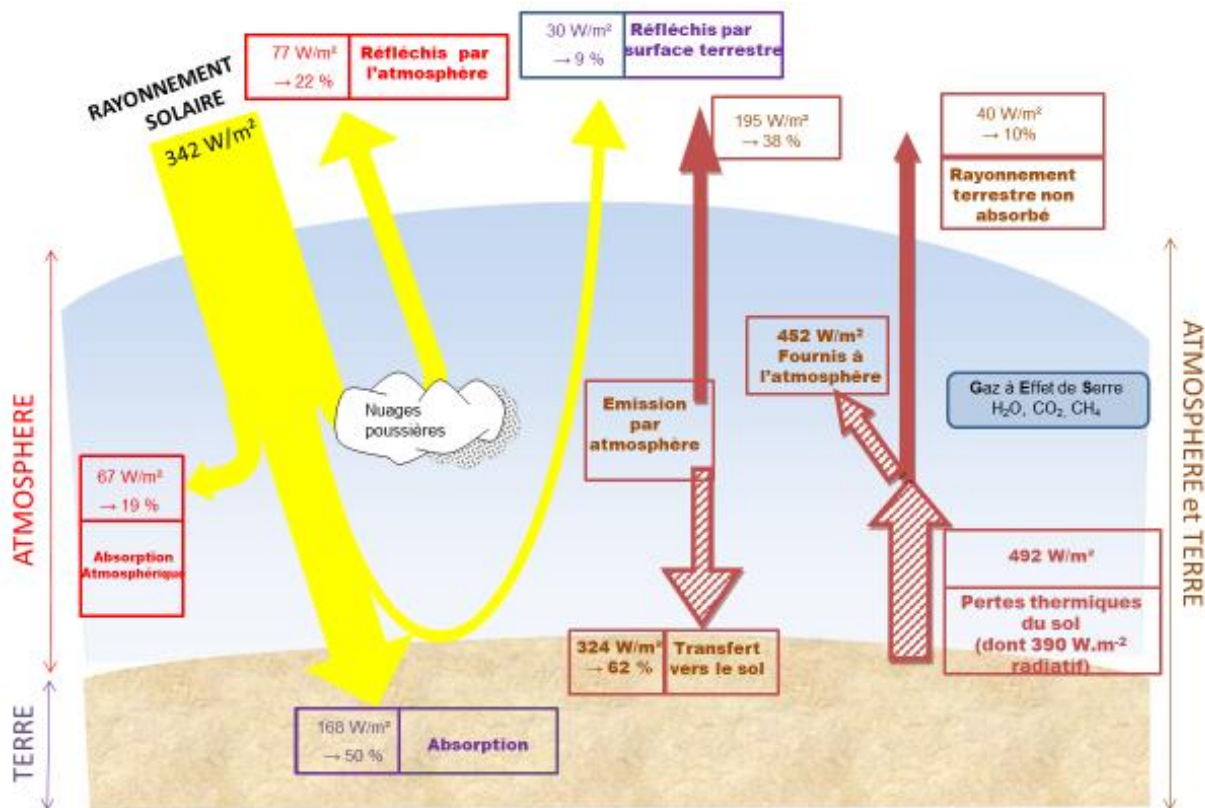 RAYONNEMENT
SOLAIRE
342 W/m²
77 W/m²
→ 22 %
Réfléchis par
l'atmosphère
30 W/m²
→ 9 %
Réfléchis par
surface terrestre
195 W/m²
→ 38 %
40 W/m²
→ 10%
Rayonnement
terrestre non
absorbé
ATMOSPHERE
TERRE
ATMOSPHERE et TERRE
Nuages
poussières
67 W/m²
→ 19 %
Absorption
Atmosphérique
Emission
par
atmosphère
452 W/m²
Fournis à
l'atmosphère
Gaz à Effet de Serre
H₂O, CO₂, CH₄
324 W/m²
→ 62 %
Transfert
vers le sol
492 W/m²
Pertes thermiques
du sol
(dont 390 W.m⁻²
radiatif)
168 W/m²
→ 50 %
Absorption